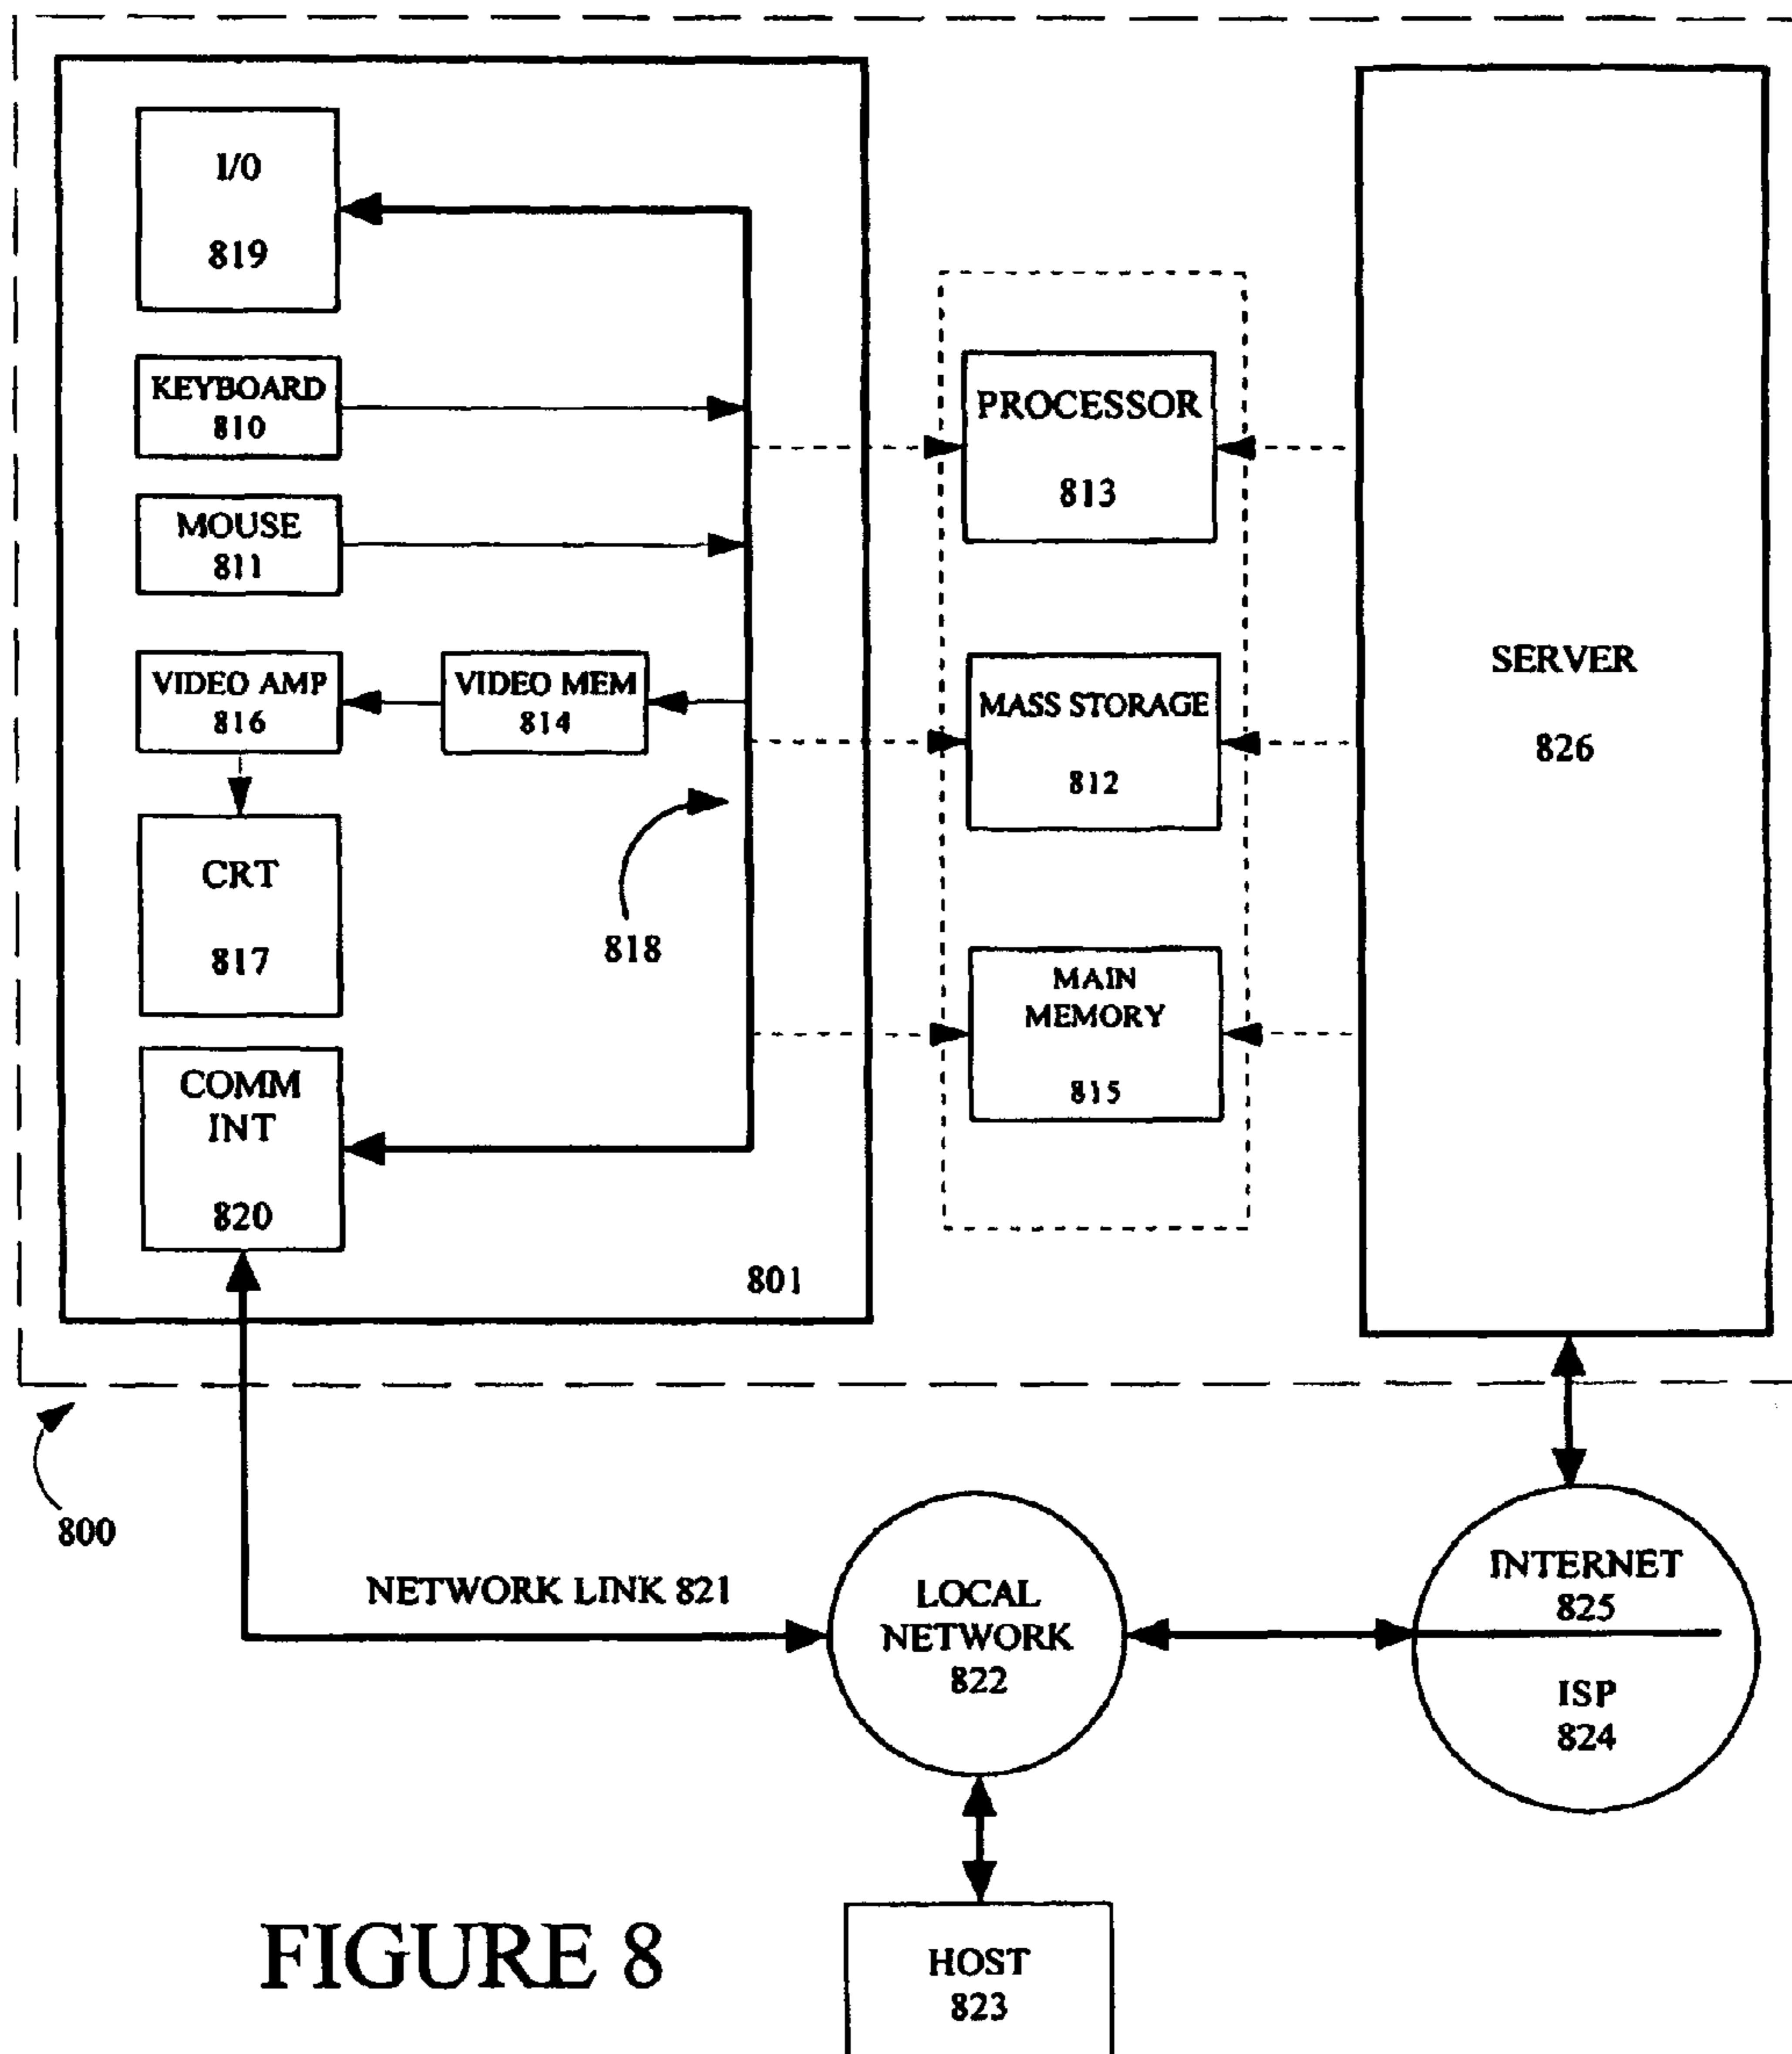 I/O
819
KEYBOARD
810
MOUSE
811
VIDEO AMP
816
VIDEO MEM
814
CRT
817
818
COMM
INT
820
801
PROCESSOR
813
MASS STORAGE
812
MAIN
MEMORY
815
SERVER
826
800
NETWORK LINK 821
LOCAL
NETWORK
822
INTERNET
825
ISP
824
HOST
823
FIGURE 8